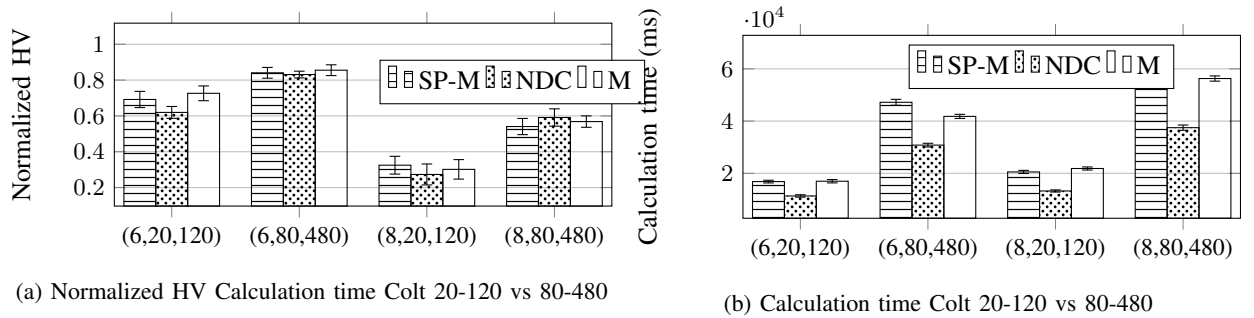 Normalized HV
1
0.8
0.6
0.4
0.2
SP-M NDC M
(6,20,120) (6,80,480) (8,20,120) (8,80,480)
(a) Normalized HV Calculation time Colt 20-120 vs 80-480
Calculation time (ms)
·10⁴
6
4
2
SP-M NDC M
(6,20,120) (6,80,480) (8,20,120) (8,80,480)
(b) Calculation time Colt 20-120 vs 80-480